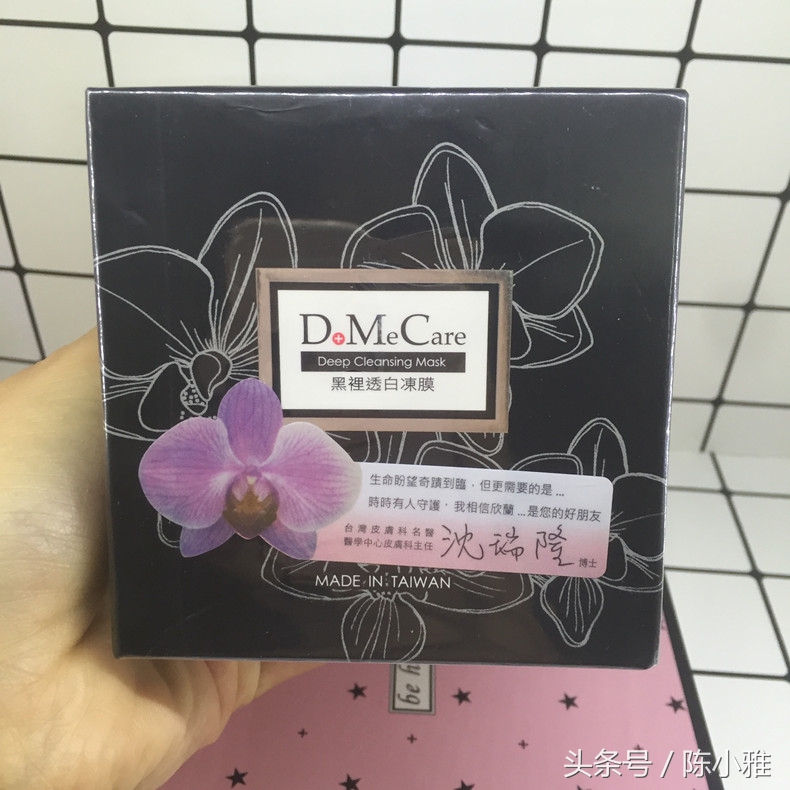 D+MeCare
Deep Cleansing Mask
黑裡透白凍膜
生命盼望奇蹟到臨，但更需要的是...
時時有人守護，我相信欣蘭...是您的好朋友
台灣皮膚科名醫
醫學中心皮膚科主任
沈瑞隆 博士
MADE IN TAIWAN
be h
头条号 / 陈小雅